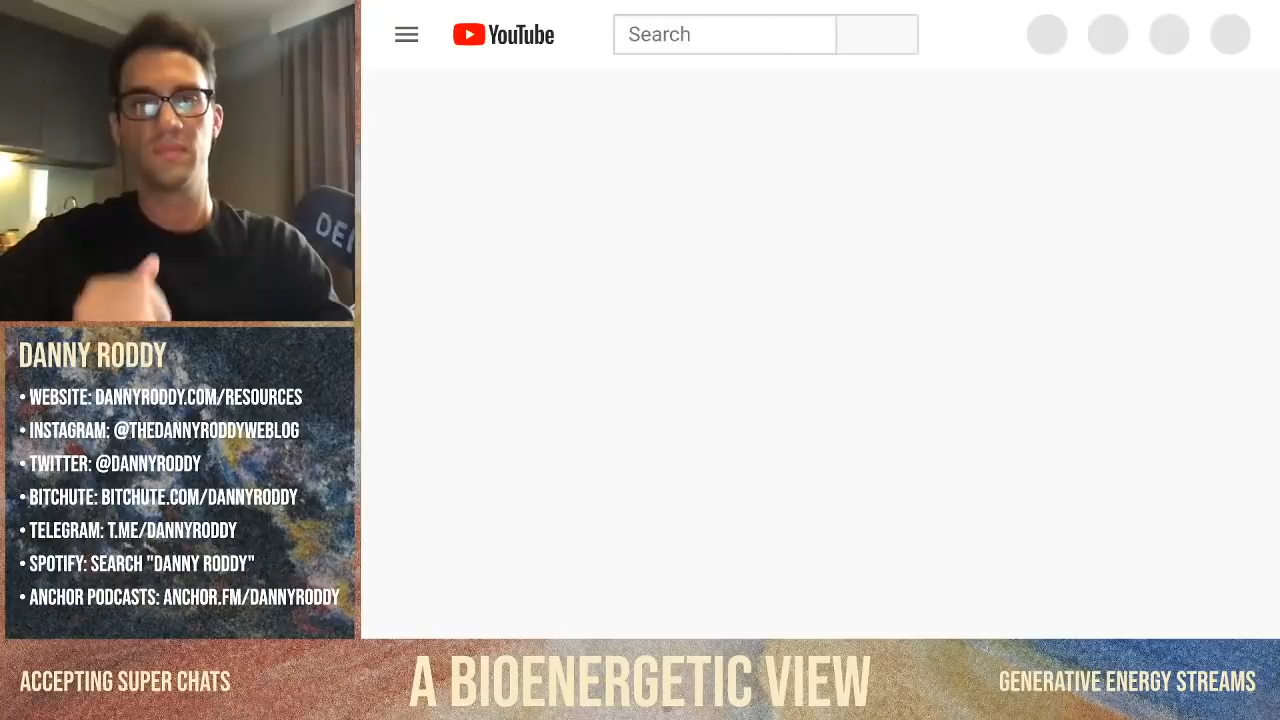 YouTube
Search
DEI
DANNY RODDY
• WEBSITE: DANNYRODDY.COM/RESOURCES
• INSTAGRAM: @THEDANNYRODDYWEBLOG
• TWITTER: @DANNYRODDY
• BITCHUTE: BITCHUTE.COM/DANNYRODDY
• TELEGRAM: T.ME/DANNYRODDY
• SPOTIFY: SEARCH "DANNY RODDY"
• ANCHOR PODCASTS: ANCHOR.FM/DANNYRODDY
ACCEPTING SUPER CHATS
A BIOENERGETIC VIEW
GENERATIVE ENERGY STREAMS